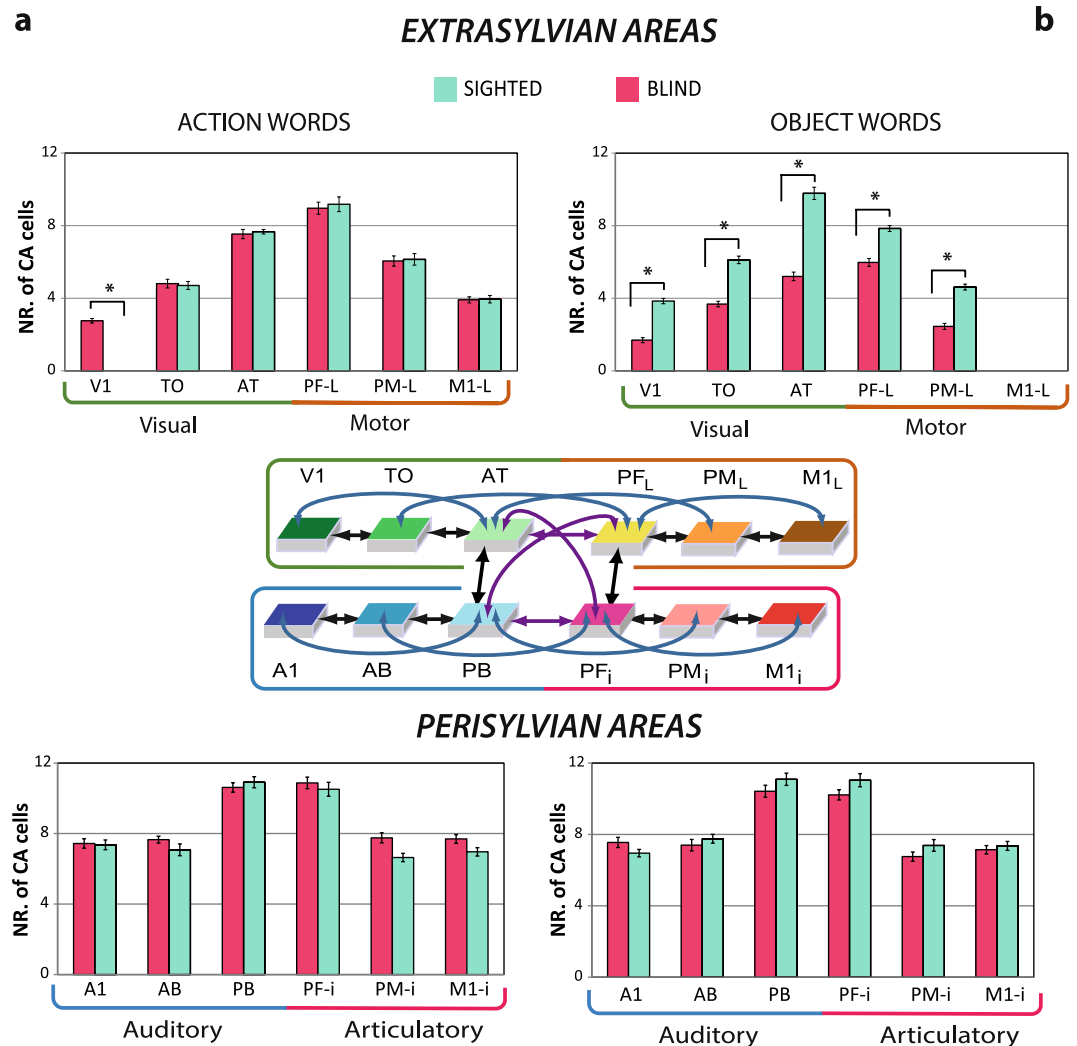 a
EXTRASYLVIAN AREAS
b
SIGHTED BLIND
ACTION WORDS
NR. of CA cells
12
8
4
0
*
V1 TO AT PF-L PM-L M1-L
Visual Motor
OBJECT WORDS
NR. of CA cells
12
8
4
0
* * * * *
V1 TO AT PF-L PM-L M1-L
Visual Motor
V1 TO AT PFL PML M1L
A1 AB PB PFi PMi M1i
PERISYLVIAN AREAS
NR. of CA cells
12
8
4
0
A1 AB PB PF-i PM-i M1-i
Auditory Articulatory
NR. of CA cells
12
8
4
0
A1 AB PB PF-i PM-i M1-i
Auditory Articulatory